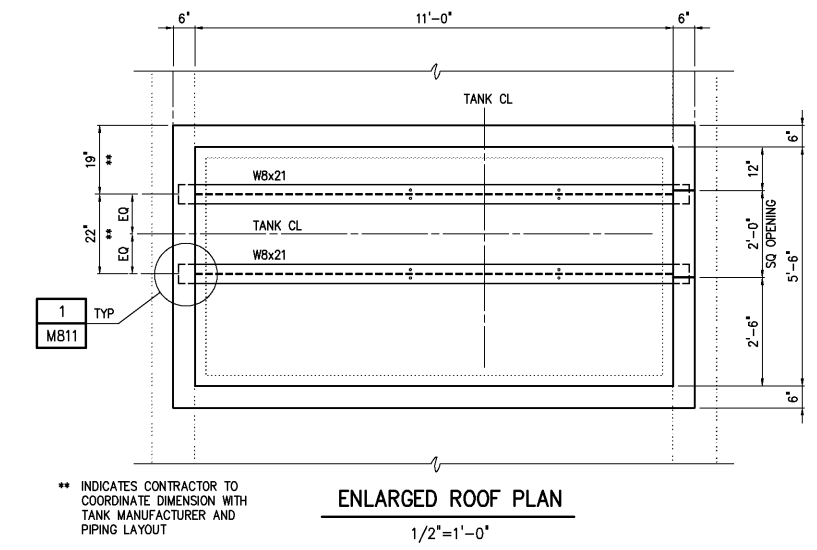 6" 11'-0" 6"
TANK CL
6"
19" **
12"
W8x21
EQ
22" **
TANK CL
2'-0"
SQ OPENING
5'-6"
EQ
W8x21
1
TYP
M811
2'-6"
6"
** INDICATES CONTRACTOR TO
COORDINATE DIMENSION WITH
TANK MANUFACTURER AND
PIPING LAYOUT
ENLARGED ROOF PLAN
1/2"=1'-0"